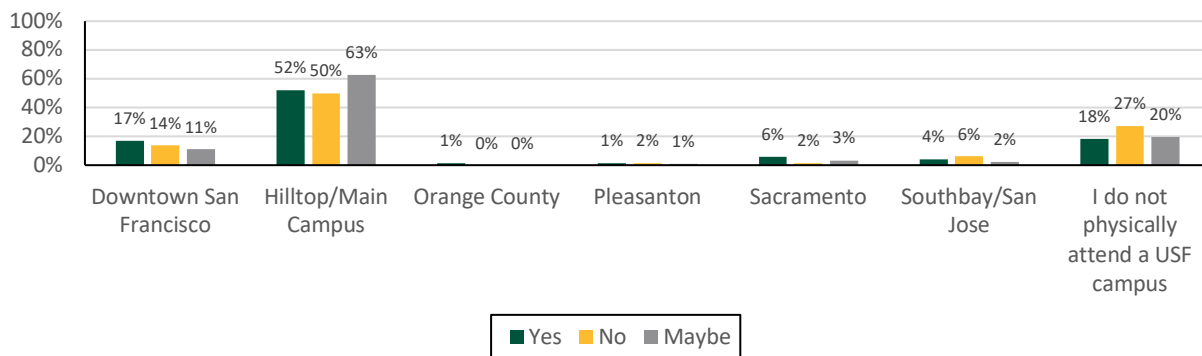 100%
80%
60%
40%
20%
0%
17% 14% 11%
52% 50% 63%
1% 0% 0%
1% 2% 1%
6% 2% 3%
4% 6% 2%
18% 27% 20%
Downtown San
Francisco
Hilltop/Main
Campus
Orange County
Pleasanton
Sacramento
Southbay/San
Jose
I do not
physically
attend a USF
campus
Yes No Maybe